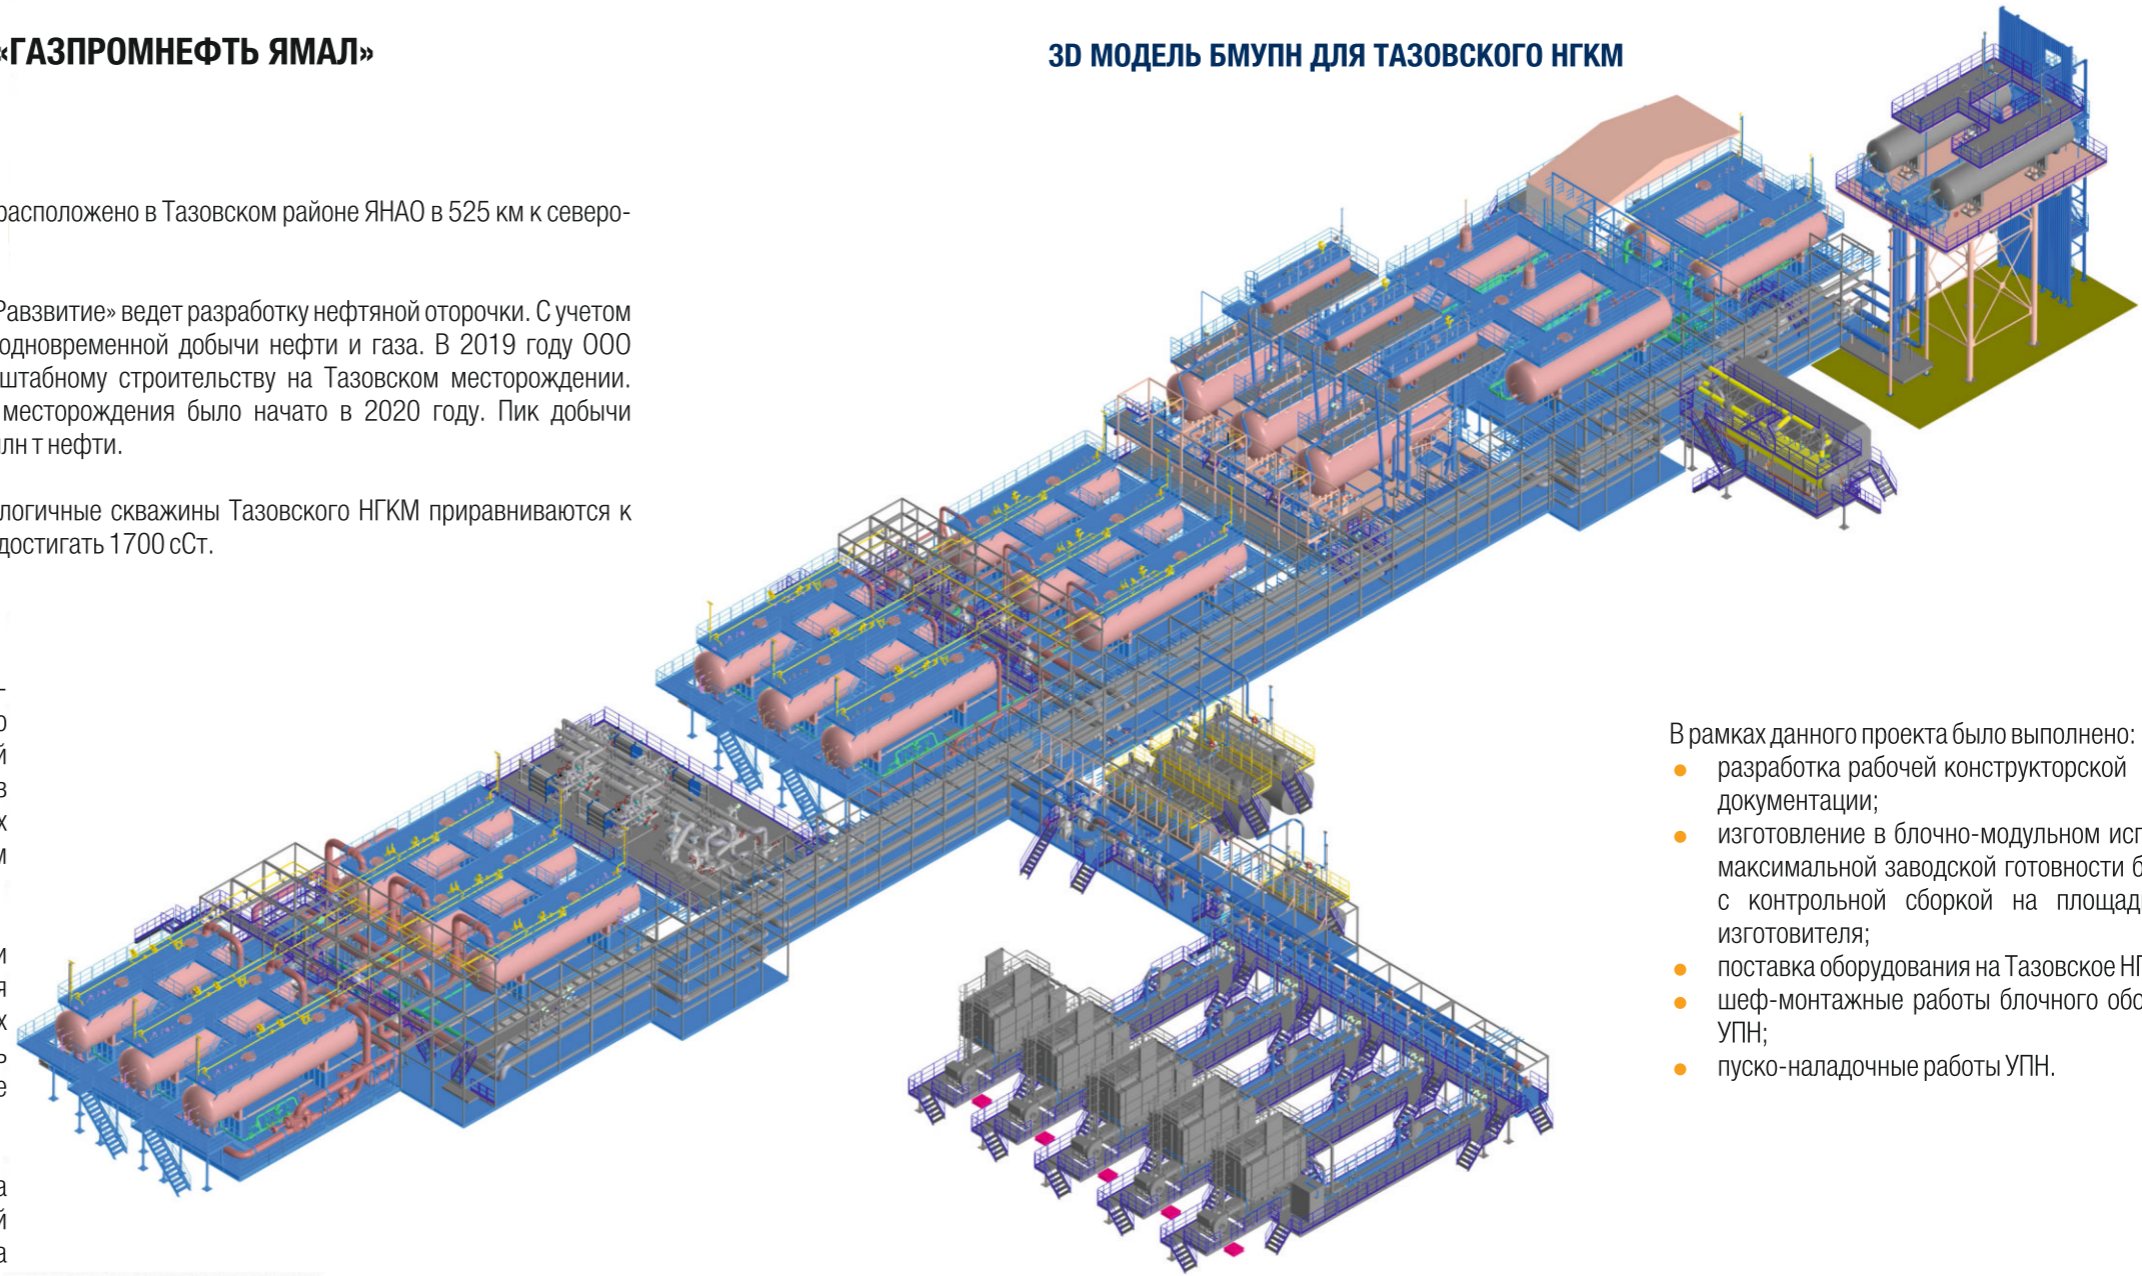 «ГАЗПРОМНЕФТЬ ЯМАЛ»
3D МОДЕЛЬ БМУПН ДЛЯ ТАЗОВСКОГО НГКМ
расположено в Тазовском районе ЯНАО в 525 км к северо-
Равзвитие» ведет разработку нефтяной оторочки. С учетом
одновременной добычи нефти и газа. В 2019 году ООО
штабному строительству на Тазовском месторождении.
месторождения было начато в 2020 году. Пик добычи
млн т нефти.
логичные скважины Тазовского НГКМ приравниваются к
достигать 1700 сСт.
-
о
й
в
х
м
и
я
х
ь
е
а
й
а
В рамках данного проекта было выполнено:
• разработка рабочей конструкторской
документации;
• изготовление в блочно-модульном исп
максимальной заводской готовности б
с контрольной сборкой на площад
изготовителя;
• поставка оборудования на Тазовское НГ
• шеф-монтажные работы блочного обо
УПН;
• пуско-наладочные работы УПН.